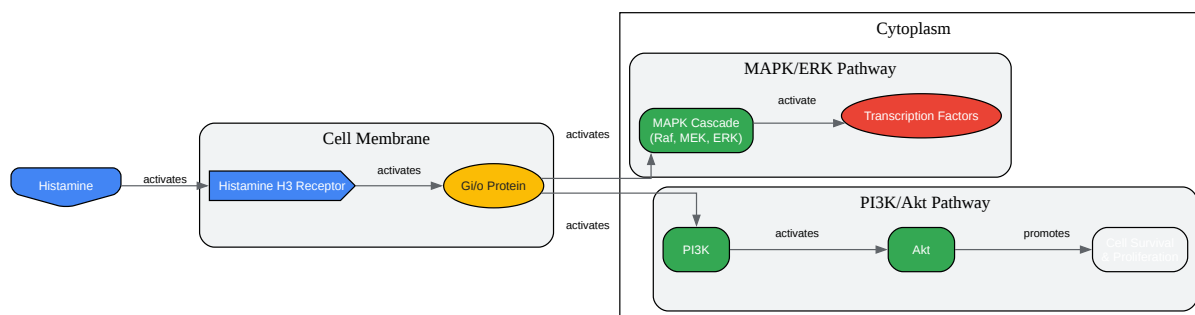 Cytoplasm
MAPK/ERK Pathway
MAPK Cascade
(Raf, MEK, ERK)
activate
Transcription Factors
Cell Membrane
Histamine
activates
Histamine H3 Receptor
activates
Gi/o Protein
activates
activates
PI3K/Akt Pathway
PI3K
activates
Akt
promotes
Cell Survival
& Proliferation